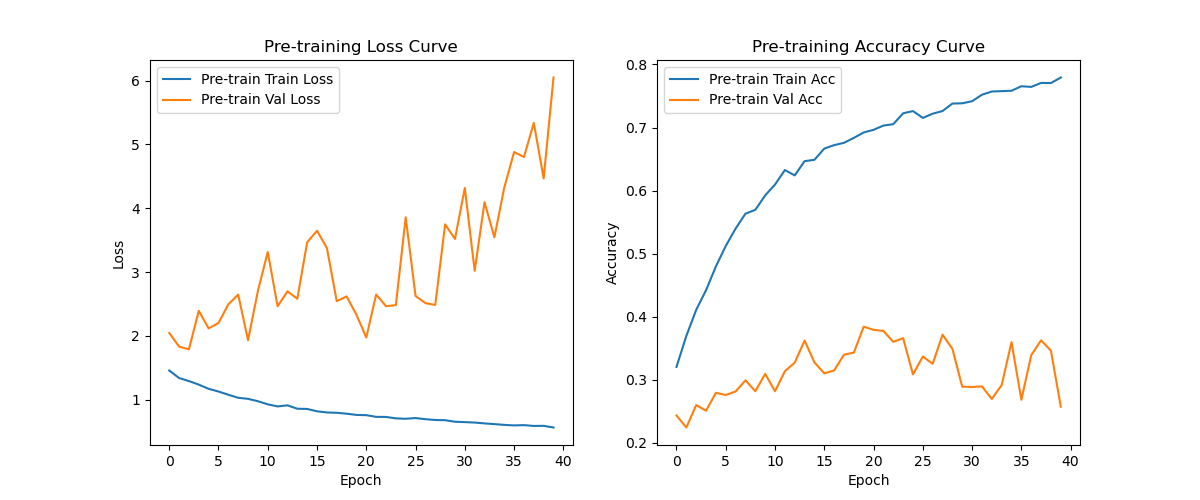 Pre-training Loss Curve
Pre-train Train Loss
Pre-train Val Loss
6
5
4
3
2
1
Loss
0 5 10 15 20 25 30 35 40
Epoch
Pre-training Accuracy Curve
Pre-train Train Acc
Pre-train Val Acc
0.8
0.7
0.6
0.5
0.4
0.3
0.2
Accuracy
0 5 10 15 20 25 30 35 40
Epoch